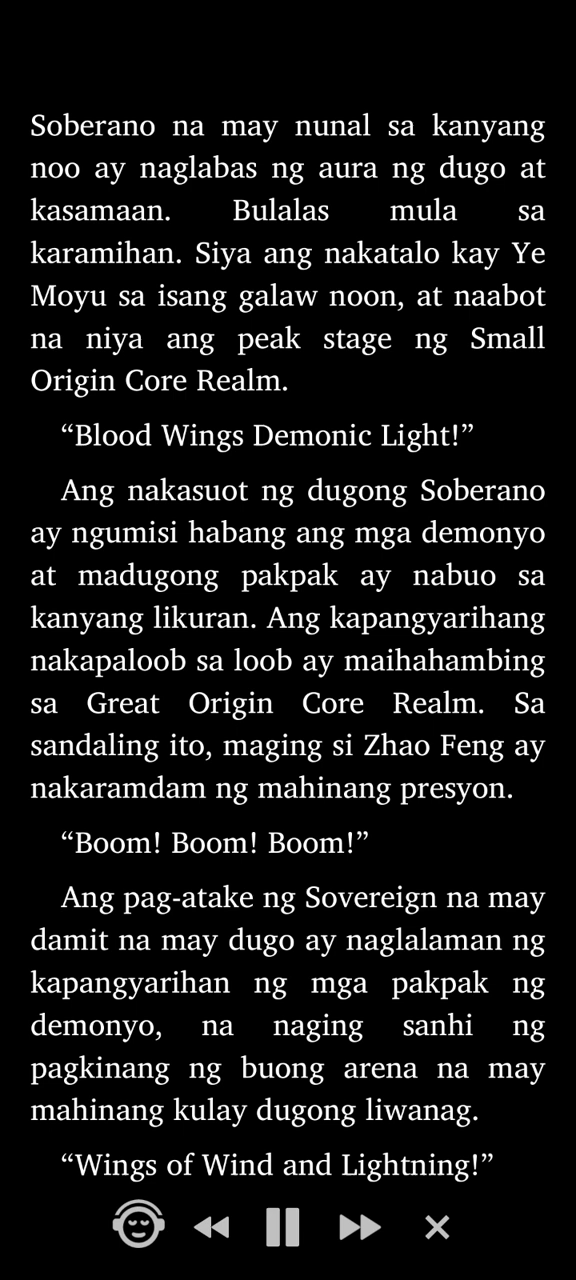 Soberano na may nunal sa kanyang
noo ay naglabas ng aura ng dugo at
kasamaan. Bulalas mula sa
karamihan. Siya ang nakatalo kay Ye
Moyu sa isang galaw noon, at naabot
na niya ang peak stage ng Small
Origin Core Realm.
“Blood Wings Demonic Light!”
Ang nakasuot ng dugong Soberano
ay ngumisi habang ang mga demonyo
at madugong pakpak ay nabuo sa
kanyang likuran. Ang kapangyarihang
nakapaloob sa loob ay maihahambing
sa Great Origin Core Realm. Sa
sandaling ito, maging si Zhao Feng ay
nakaramdam ng mahinang presyon.
“Boom! Boom! Boom!”
Ang pag-atake ng Sovereign na may
damit na may dugo ay naglalaman ng
kapangyarihan ng mga pakpak ng
demonyo, na naging sanhi ng
pagkinang ng buong arena na may
mahinang kulay dugong liwanag.
“Wings of Wind and Lightning!”